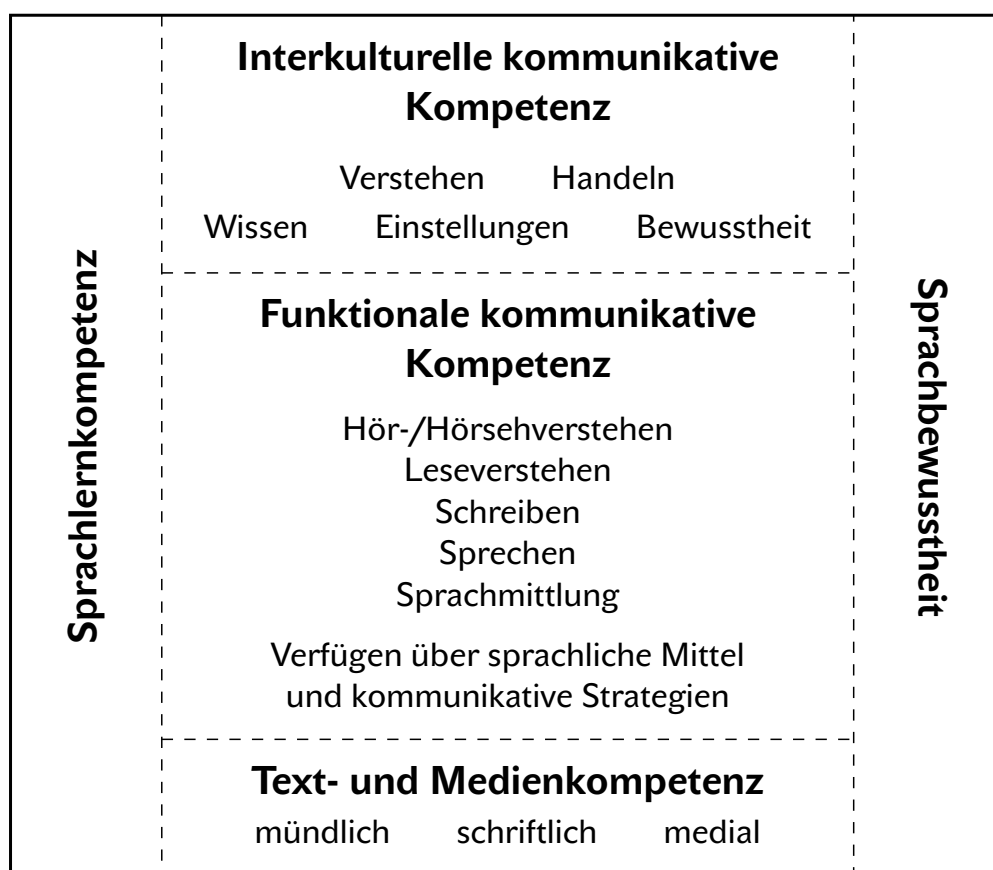 Sprachlernkompetenz
Interkulturelle kommunikative
Kompetenz
Verstehen Handeln
Wissen Einstellungen Bewusstheit
Funktionale kommunikative
Kompetenz
Hör-/Hörsehverstehen
Leseverstehen
Schreiben
Sprechen
Sprachmittlung
Verfügen über sprachliche Mittel
und kommunikative Strategien
Text- und Medienkompetenz
mündlich schriftlich medial
Sprachbewusstheit